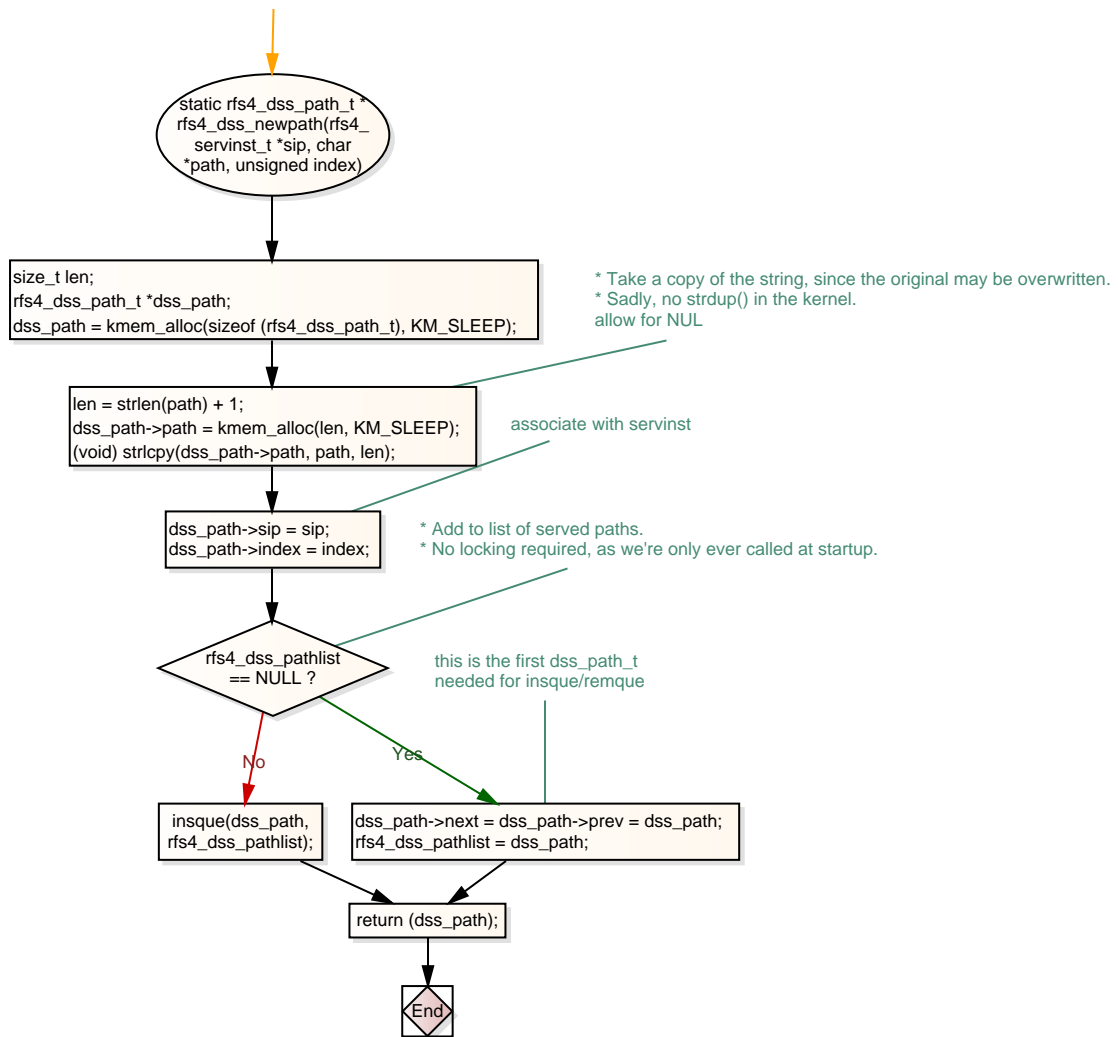 static rfs4_dss_path_t *
rfs4_dss_newpath(rfs4_
servinst_t *sip, char
*path, unsigned index)
size_t len;
rfs4_dss_path_t *dss_path;
dss_path = kmem_alloc(sizeof (rfs4_dss_path_t), KM_SLEEP);
* Take a copy of the string, since the original may be overwritten.
* Sadly, no strdup() in the kernel.
allow for NUL
len = strlen(path) + 1;
dss_path->path = kmem_alloc(len, KM_SLEEP);
(void) strlcpy(dss_path->path, path, len);
associate with servinst
dss_path->sip = sip;
dss_path->index = index;
* Add to list of served paths.
* No locking required, as we're only ever called at startup.
rfs4_dss_pathlist
== NULL ?
this is the first dss_path_t
needed for insque/remque
No
Yes
insque(dss_path,
rfs4_dss_pathlist);
dss_path->next = dss_path->prev = dss_path;
rfs4_dss_pathlist = dss_path;
return (dss_path);
End